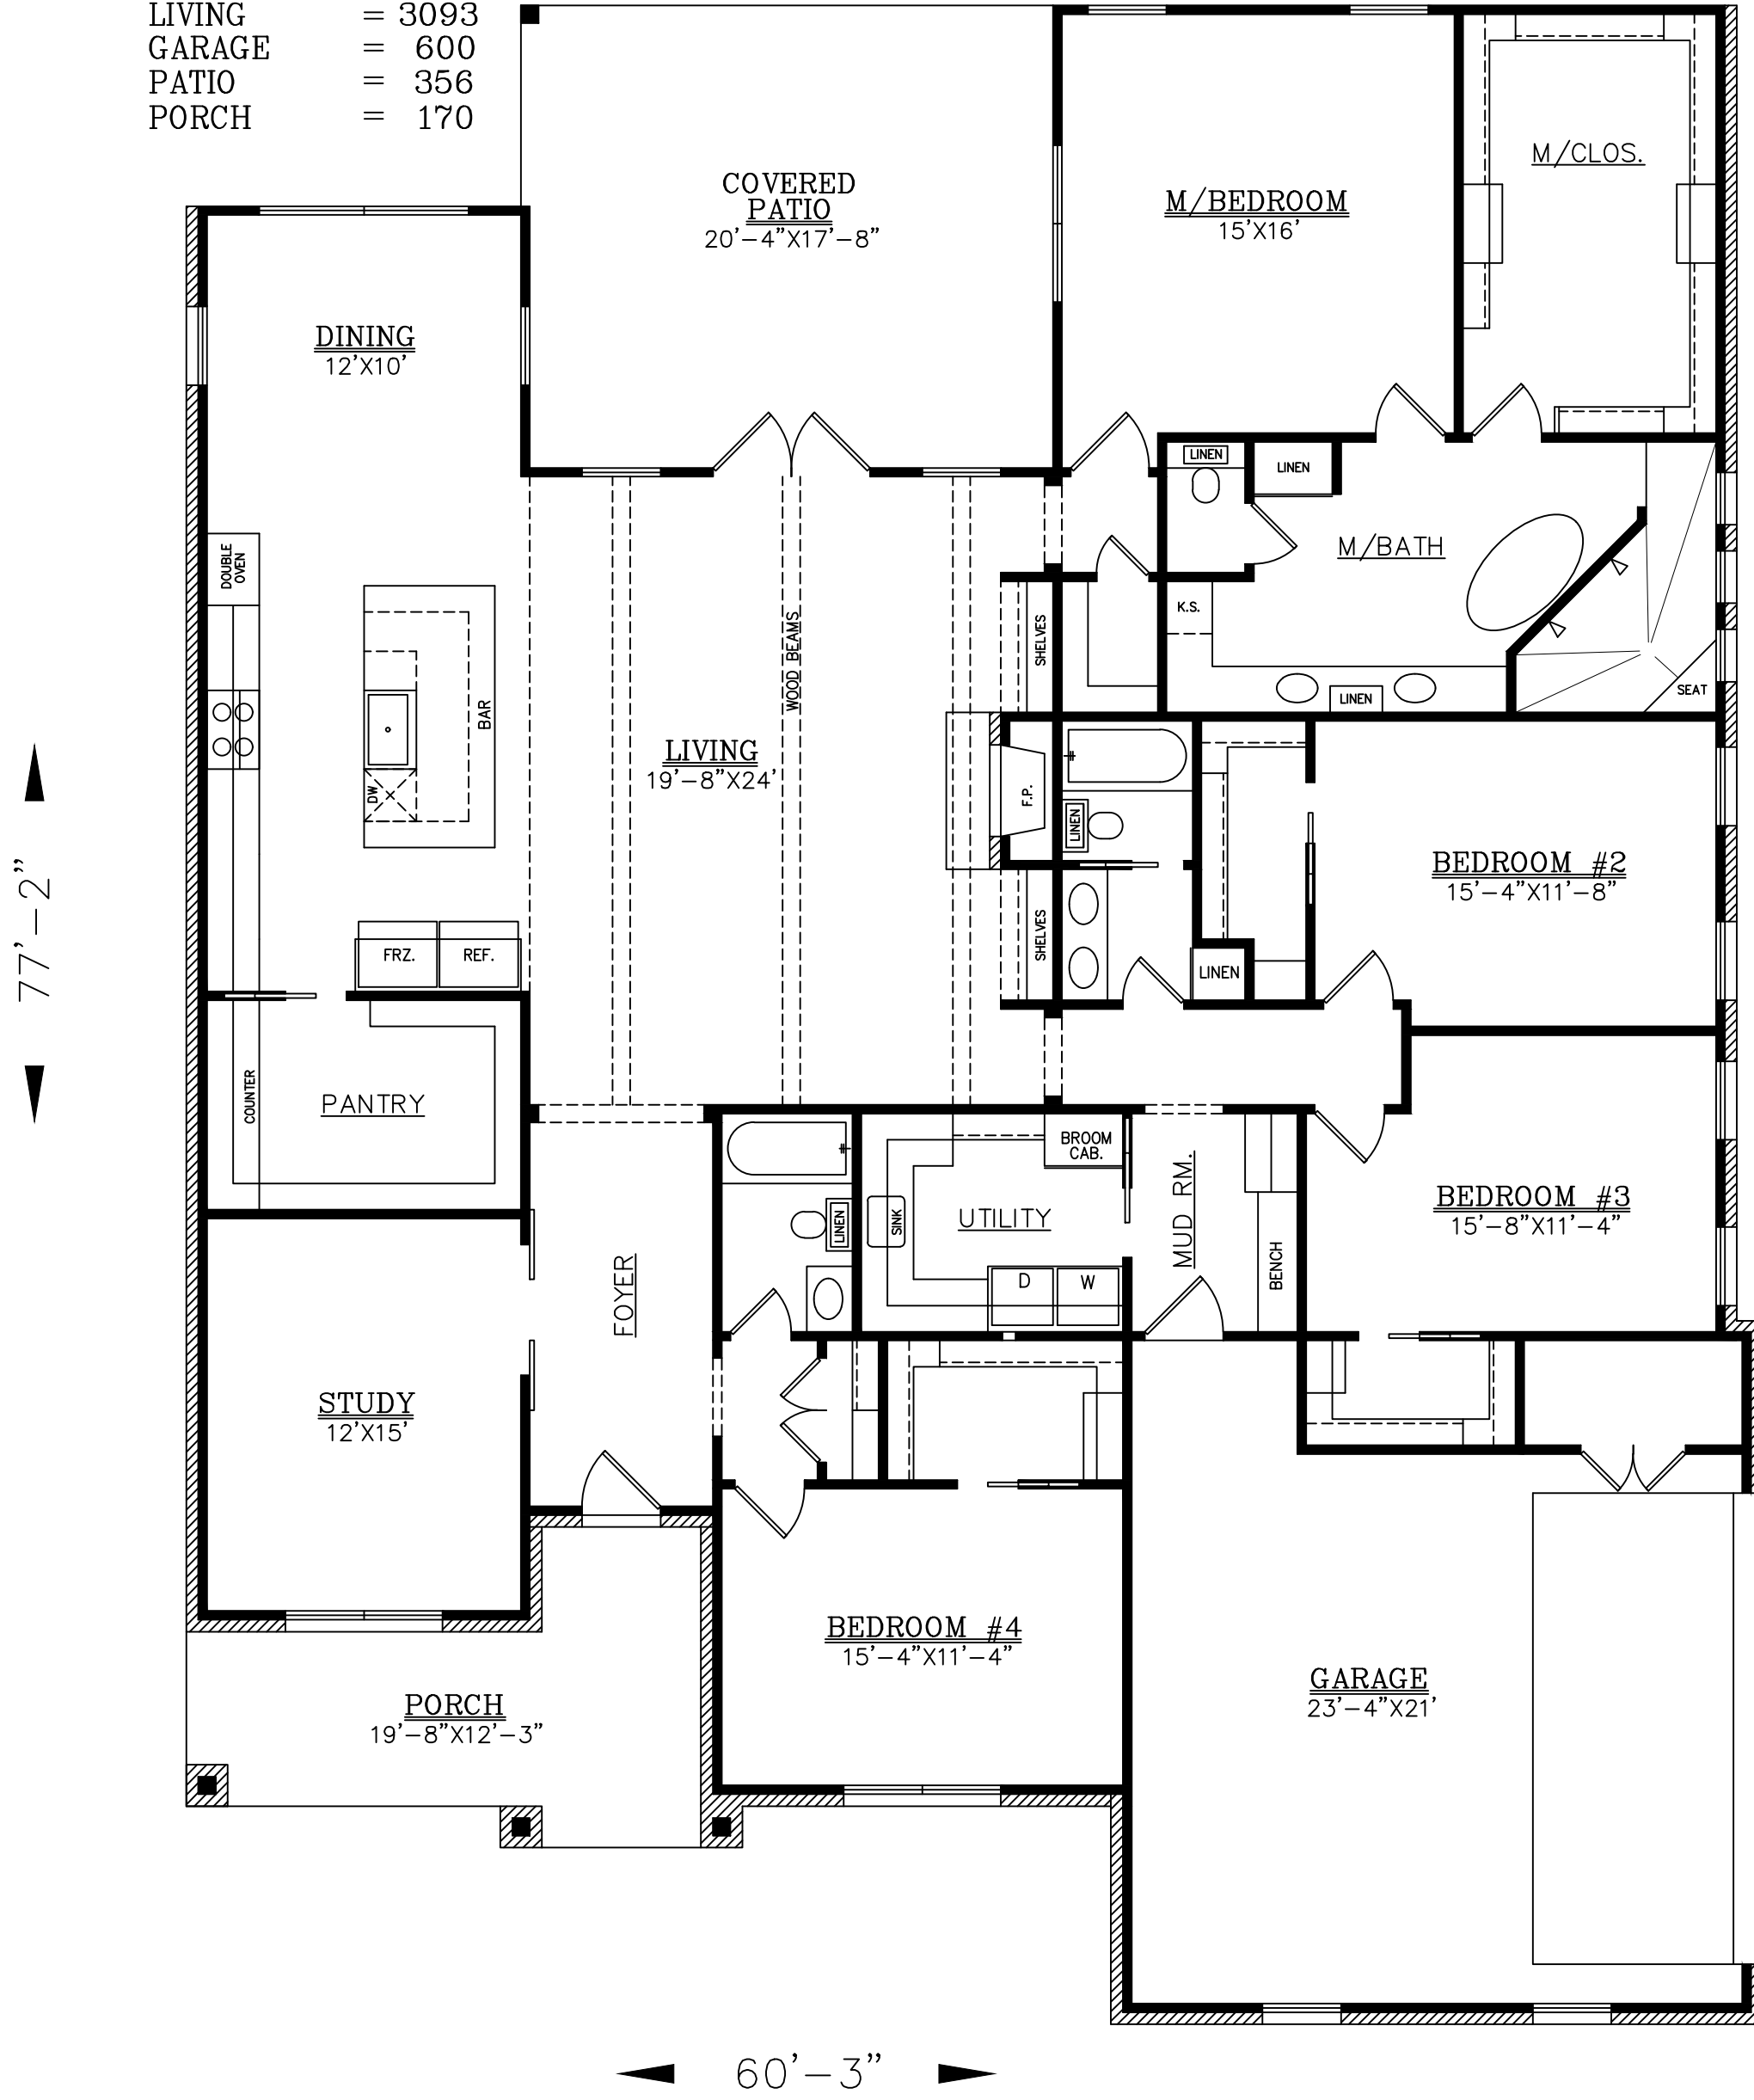 LIVING = 3093
GARAGE = 600
PATIO = 356
PORCH = 170
COVERED
PATIO
20'-4"X17'-8"
M/BEDROOM
15'X16'
M/CLOS.
DINING
12'X10'
LINEN
LINEN
M/BATH
DOUBLE
OVEN
K.S.
SHELVES
WOOD BEAMS
LINEN
SEAT
BAR
LIVING
19'-8"X24'
DW
F.P.
LINEN
BEDROOM #2
15'-4"X11'-8"
77'-2"
FRZ.
REF.
SHELVES
LINEN
COUNTER
PANTRY
BROOM
CAB.
MUD RM.
BEDROOM #3
15'-8"X11'-4"
LINEN
SINK
UTILITY
FOYER
D
W
BENCH
STUDY
12'X15'
BEDROOM #4
15'-4"X11'-4"
GARAGE
23'-4"X21'
PORCH
19'-8"X12'-3"
60'-3"